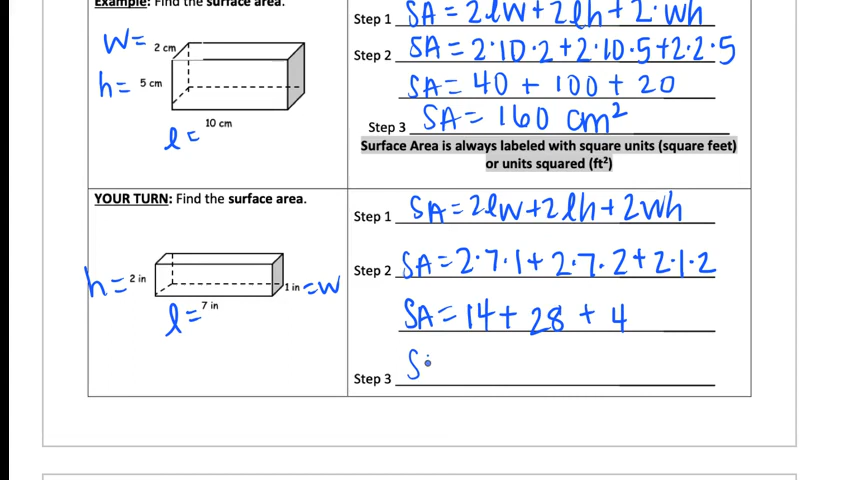 Example: Find the surface area.
W= 2 cm
h= 5 cm
10 cm
l=
Step 1 SA = 2lw + 2lh + 2·wh
Step 2 SA = 2·10·2 + 2·10·5 + 2·2·5
SA = 40 + 100 + 20
Step 3 SA = 160 cm²
Surface Area is always labeled with square units (square feet)
or units squared (ft²)
YOUR TURN: Find the surface area.
h= 2 in
1 in =W
7 in
l=
Step 1 SA = 2lw + 2lh + 2wh
Step 2 SA = 2·7·1 + 2·7·2 + 2·1·2
SA = 14 + 28 + 4
Step 3 S